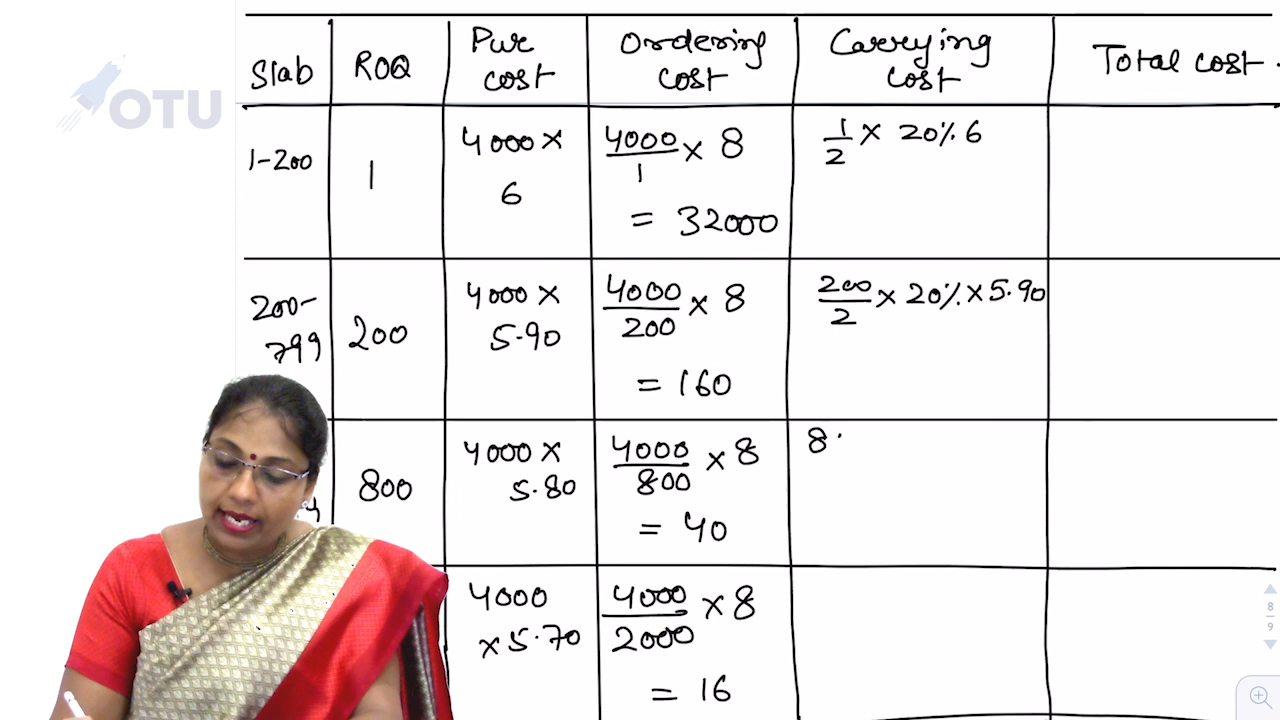 OTU
Slab ROQ Pur cost Ordering cost Carrying cost Total cost
1-200 1 4000 × 6 4000/1 × 8 = 32000 1/2 × 20% 6
200-799 200 4000 × 5.90 4000/200 × 8 = 160 200/2 × 20% × 5.90
800 4000 × 5.80 4000/800 × 8 = 40 8.
4000 × 5.70 4000/2000 × 8 = 16
8
9